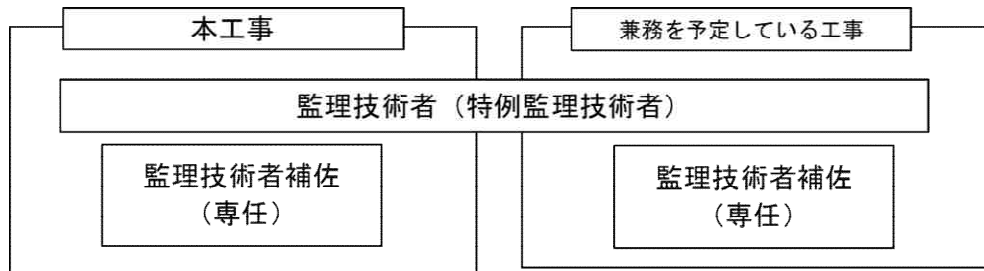 本工事
兼務を予定している工事
監理技術者（特例監理技術者）
監理技術者補佐
（専任）
監理技術者補佐
（専任）